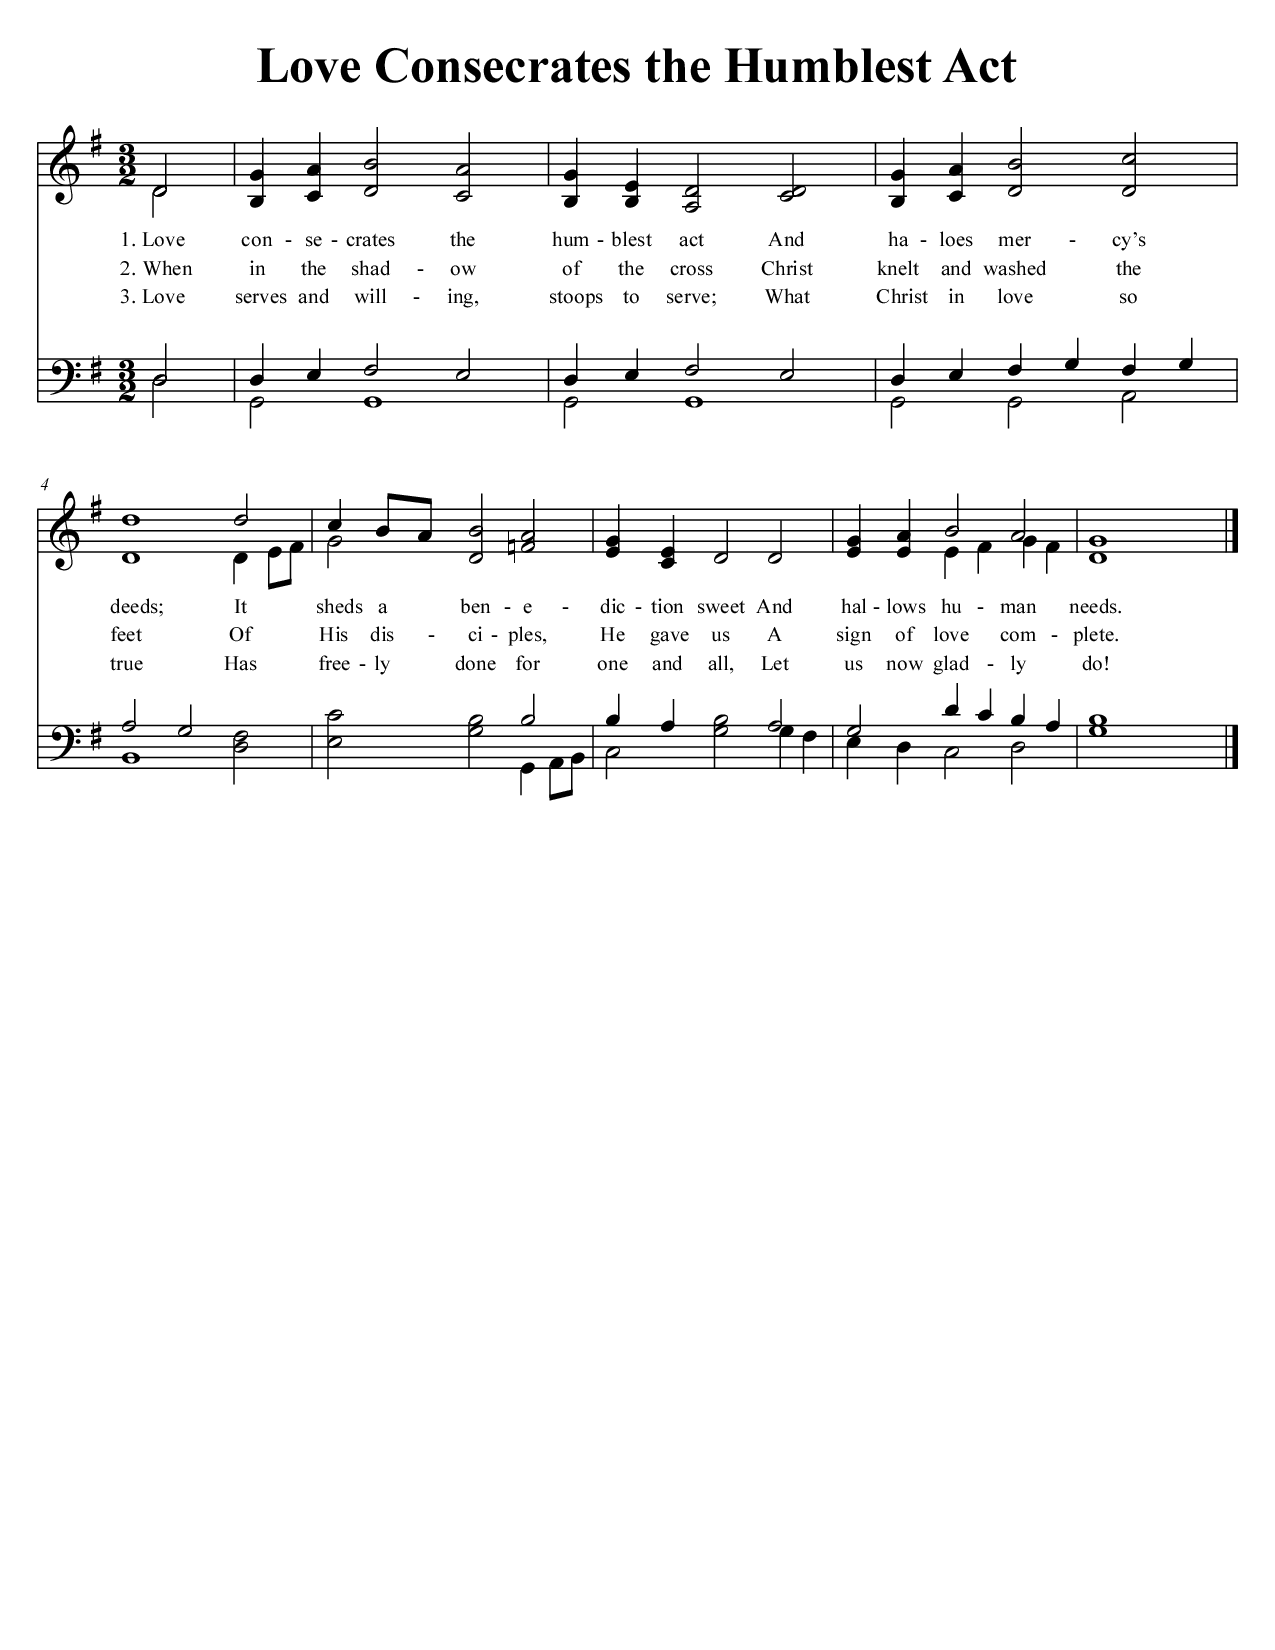 Love Consecrates the Humblest Act
3
2
1. Love con - se - crates the hum - blest act And ha - loes mer - cy’s
2. When in the shad - ow of the cross Christ knelt and washed the
3. Love serves and will - ing, stoops to serve; What Christ in love so
3
2
4
deeds; It sheds a ben - e - dic - tion sweet And hal - lows hu - man needs.
feet Of His dis - ci - ples, He gave us A sign of love com - plete.
true Has free - ly done for one and all, Let us now glad - ly do!